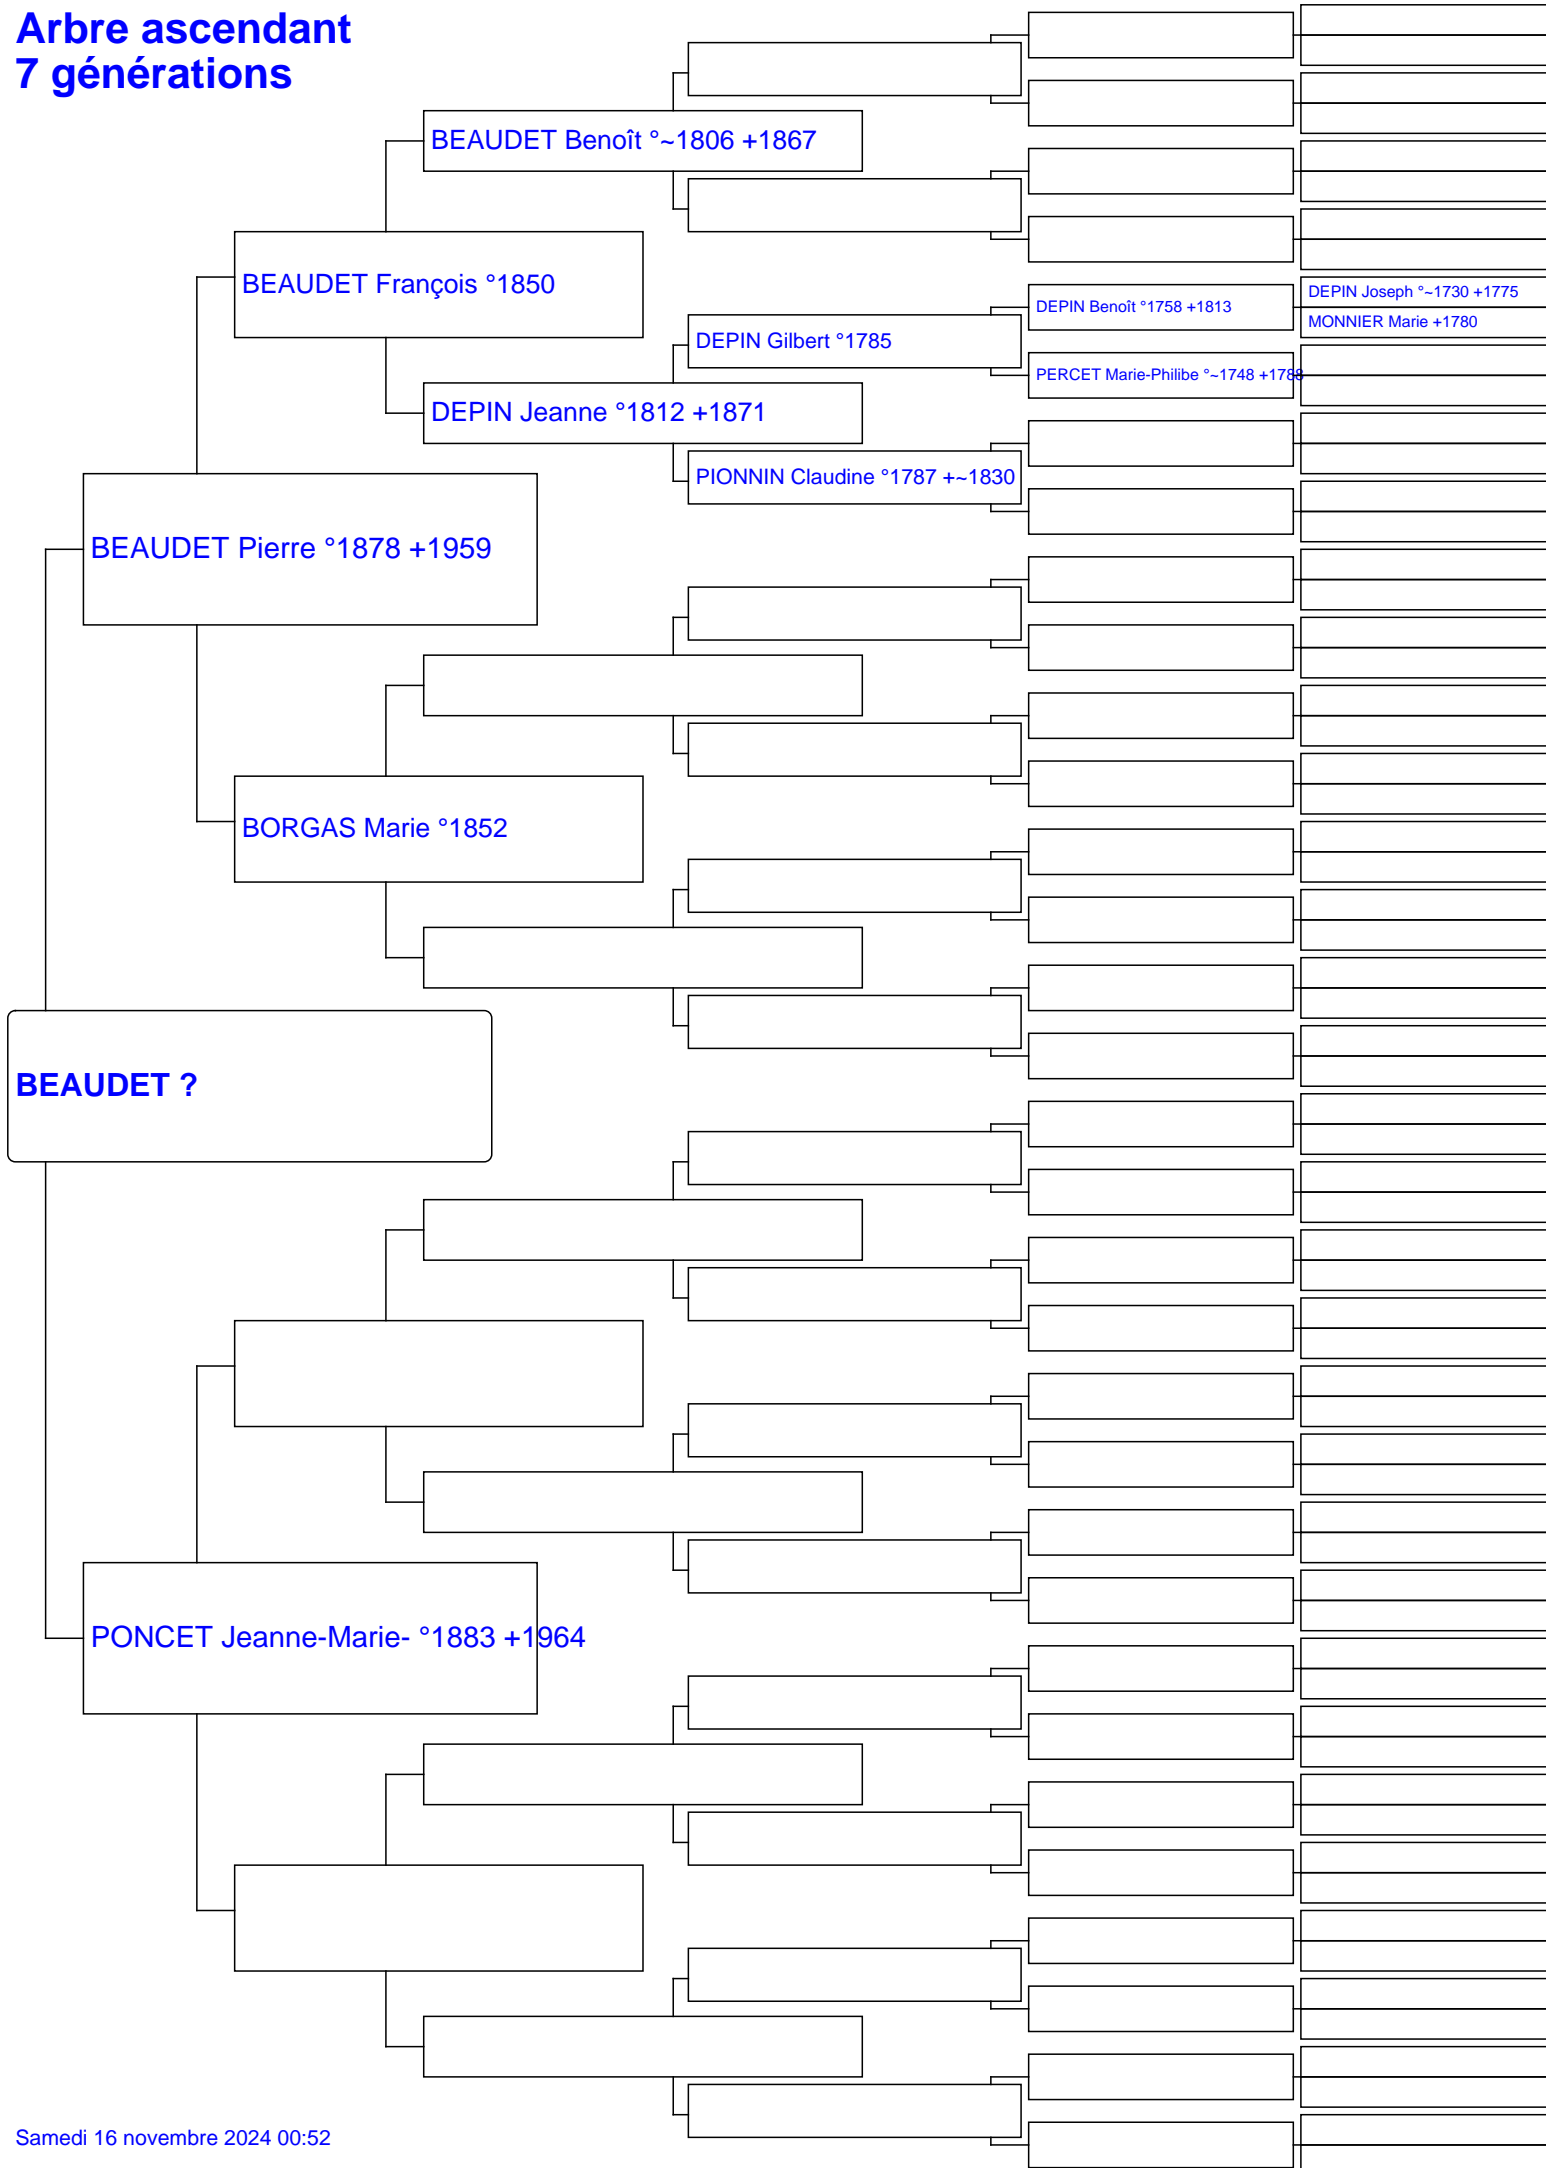 Arbre ascendant
7 générations
BEAUDET Benoît °~1806 +1867
BEAUDET François °1850
DEPIN Joseph °~1730 +1775
DEPIN Benoît °1758 +1813
MONNIER Marie +1780
DEPIN Gilbert °1785
PERCET Marie-Philibe °~1748 +1788
DEPIN Jeanne °1812 +1871
PIONNIN Claudine °1787 +~1830
BEAUDET Pierre °1878 +1959
BORGAS Marie °1852
BEAUDET ?
PONCET Jeanne-Marie- °1883 +1964
Samedi 16 novembre 2024 00:52